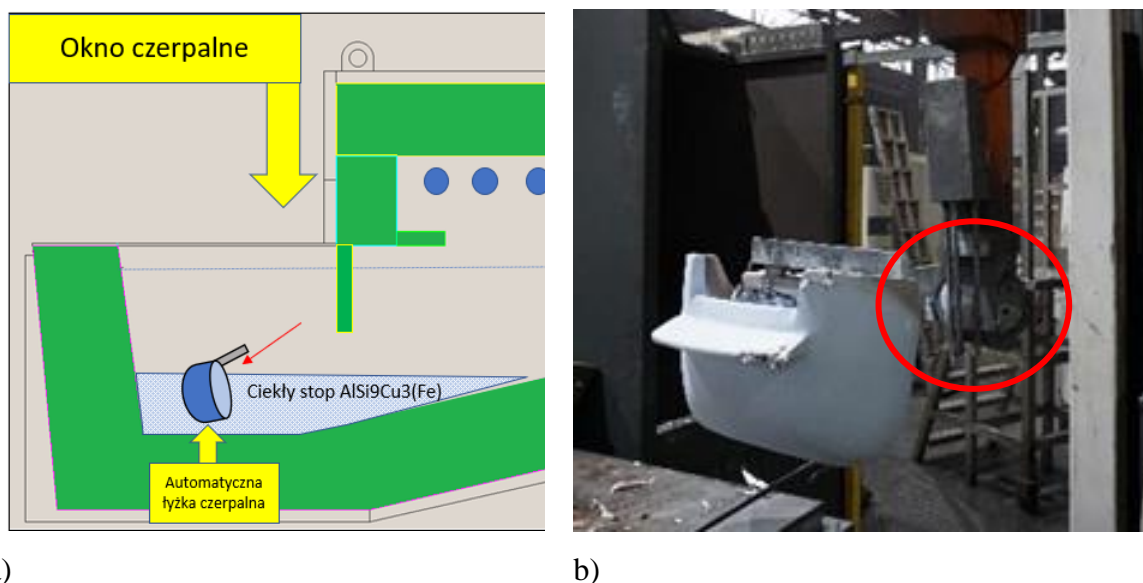 Okno czerpalne
Ciekły stop AlSi9Cu3(Fe)
Automatyczna
łyżka czerpalna
)
b)